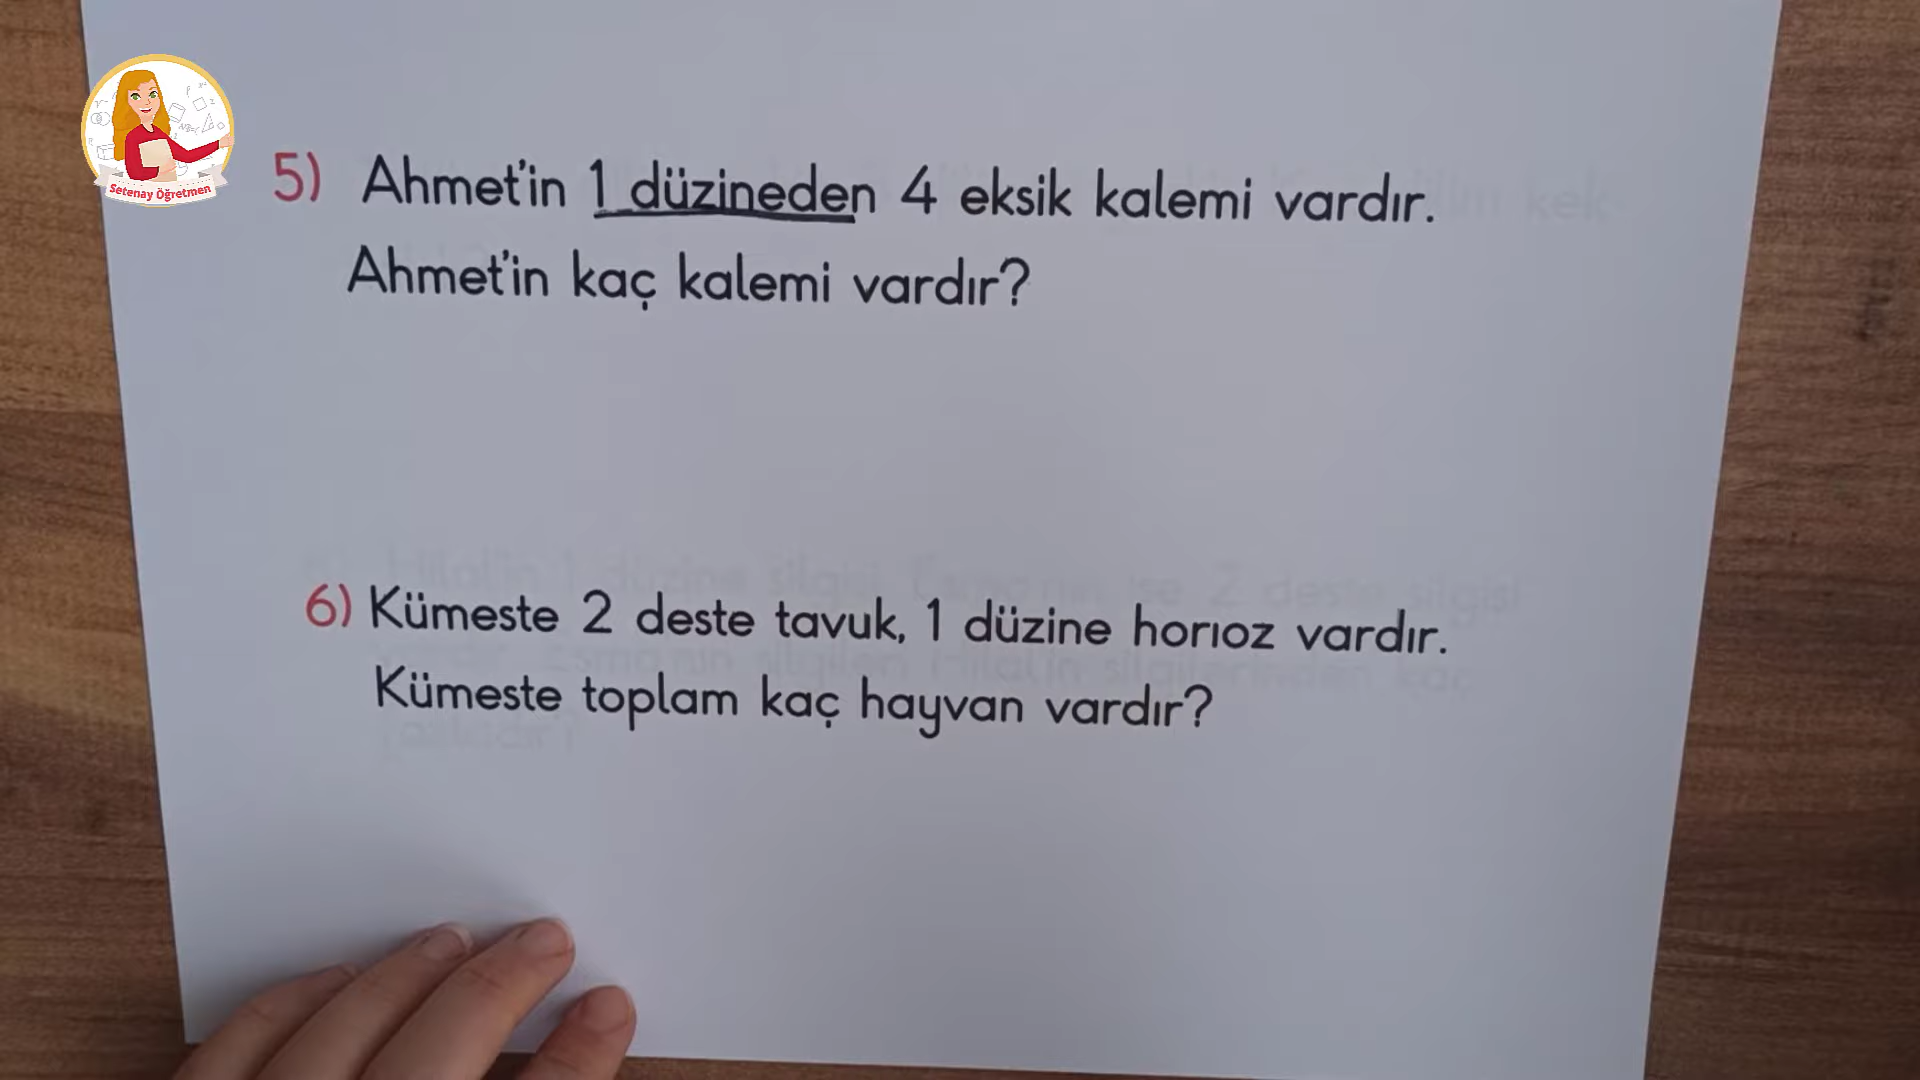 Setenay Öğretmen
5) Ahmet'in 1 düzineden 4 eksik kalemi vardır.
Ahmet'in kaç kalemi vardır?
6) Kümeste 2 deste tavuk, 1 düzine horıoz vardır.
Kümeste toplam kaç hayvan vardır?